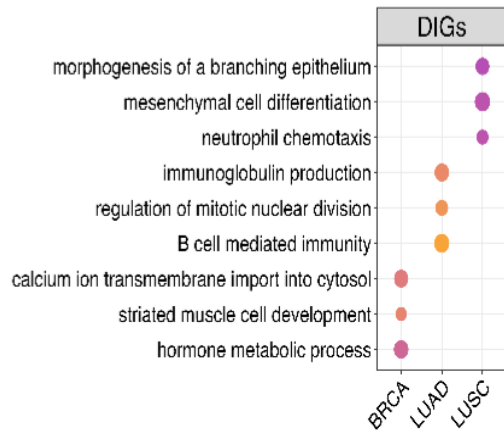 DIGs
morphogenesis of a branching epithelium
mesenchymal cell differentiation
neutrophil chemotaxis
immunoglobulin production
regulation of mitotic nuclear division
B cell mediated immunity
calcium ion transmembrane import into cytosol
striated muscle cell development
hormone metabolic process
BRCA
LUAD
LUSC